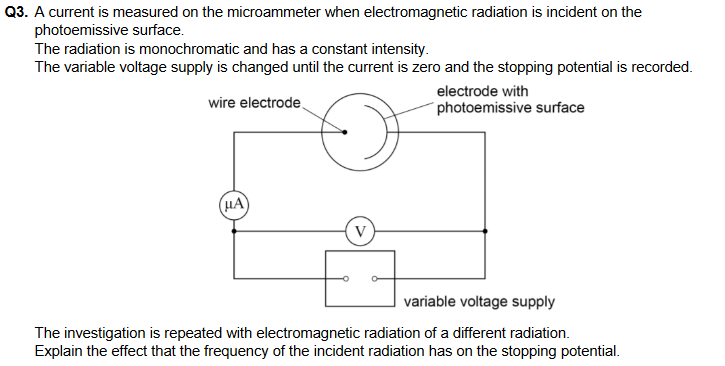 Q3. A current is measured on the microammeter when electromagnetic radiation is incident on the
photoemissive surface.
The radiation is monochromatic and has a constant intensity.
The variable voltage supply is changed until the current is zero and the stopping potential is recorded.
electrode with
photoemissive surface
wire electrode
μA
V
variable voltage supply
The investigation is repeated with electromagnetic radiation of a different radiation.
Explain the effect that the frequency of the incident radiation has on the stopping potential.